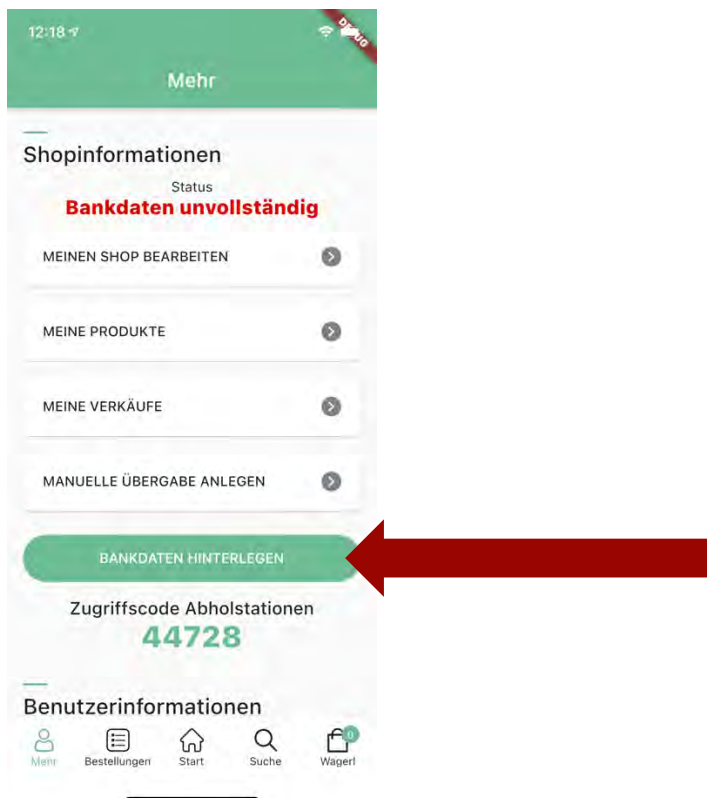 12:18
DEBUG
Mehr
Shopinformationen
Status
Bankdaten unvollständig
MEINEN SHOP BEARBEITEN
MEINE PRODUKTE
MEINE VERKÄUFE
MANUELLE ÜBERGABE ANLEGEN
BANKDATEN HINTERLEGEN
Zugriffscode Abholstationen
44728
Benutzerinformationen
0
Mehr Bestellungen Start Suche Wagerl